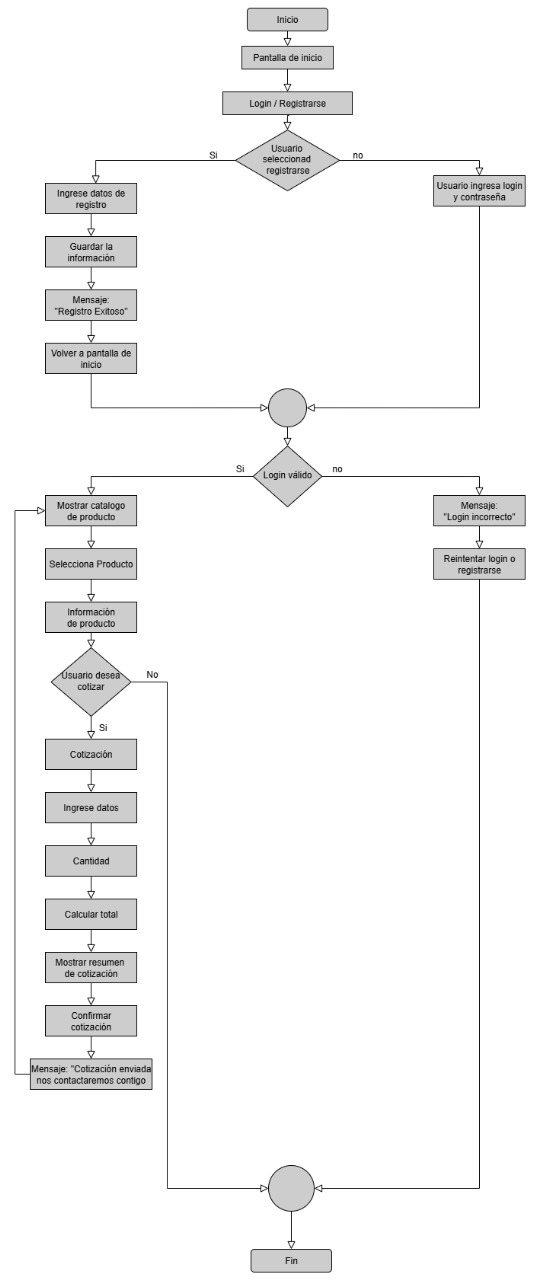 Inicio
Pantalla de inicio
Login / Registrarse
Usuario
seleccionad
registrarse
Si
no
Ingrese datos de
registro
Usuario ingresa login
y contraseña
Guardar la
información
Mensaje:
"Registro Exitoso"
Volver a pantalla de
inicio
Login válido
Si
no
Mostrar catalogo
de producto
Mensaje:
"Login incorrecto"
Selecciona Producto
Reintentar login o
registrarse
Información
de producto
Usuario desea
cotizar
No
Si
Cotización
Ingrese datos
Cantidad
Calcular total
Mostrar resumen
de cotización
Confirmar
cotización
Mensaje: "Cotización enviada
nos contactaremos contigo
Fin